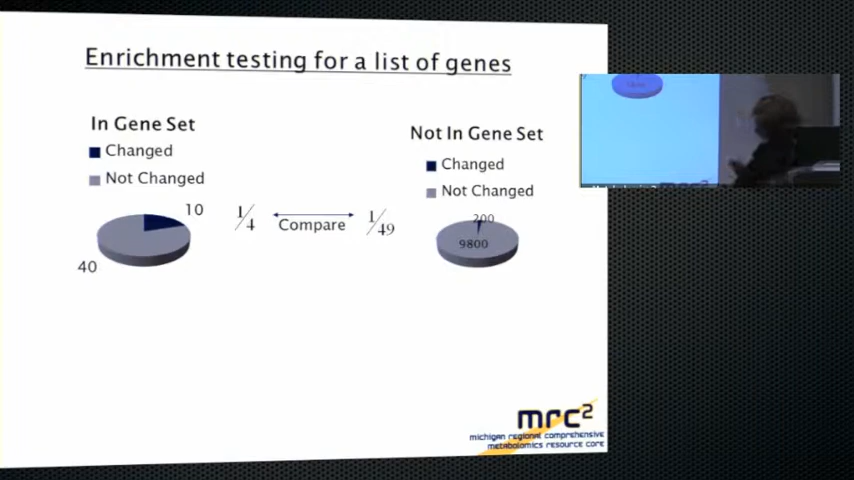 Enrichment testing for a list of genes
In Gene Set
Changed
Not Changed
10
40
1/4
Compare
1/49
Not In Gene Set
Changed
Not Changed
200
9800
mrc2
michigan regional comprehensive
metabolomics resource core